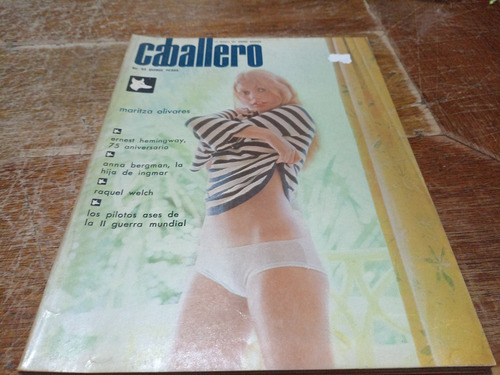 caballero
maritza olivares
ernest hemingway,
75 aniversario
anna bergman, la
hija de ingmar
raquel welch
los pilotos ases de
la II guerra mundial